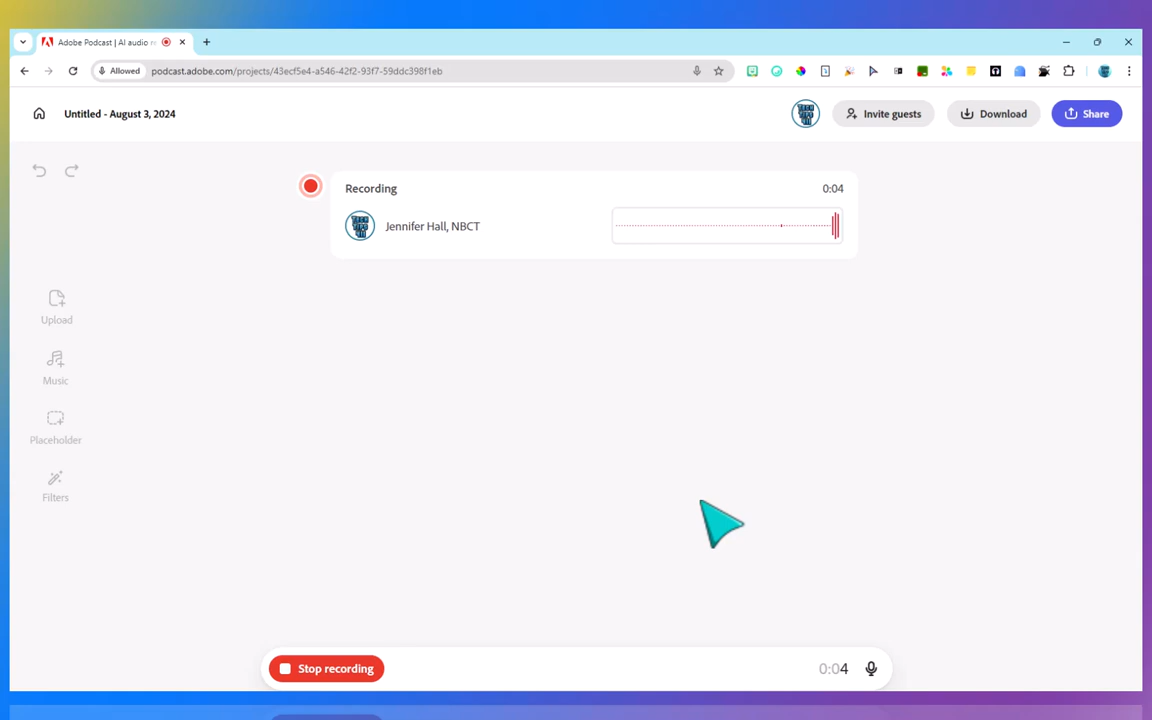 Adobe Podcast | AI audio r
Allowed
podcast.adobe.com/projects/43ecf5e4-a546-42f2-93f7-59ddc398f1eb
Untitled - August 3, 2024
Invite guests
Download
Share
Recording
0:04
Jennifer Hall, NBCT
Upload
Music
Placeholder
Filters
Stop recording
0:04